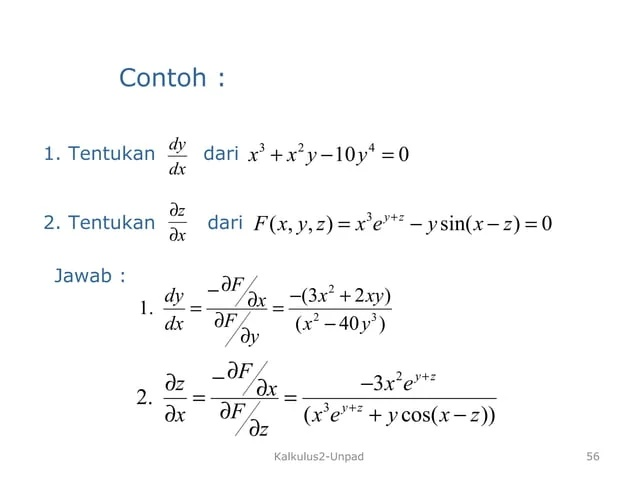 Contoh :
1. Tentukan dy/dx dari x³ + x²y − 10y⁴ = 0
2. Tentukan ∂z/∂x dari F(x, y, z) = x³e^(y+z) − y sin(x − z) = 0
Jawab :
1. dy/dx = (−∂F/∂x)/(∂F/∂y) = −(3x² + 2xy)/(x² − 40y³)
2. ∂z/∂x = (−∂F/∂x)/(∂F/∂z) = −3x²e^(y+z)/(x³e^(y+z) + y cos(x − z))
Kalkulus2-Unpad 56